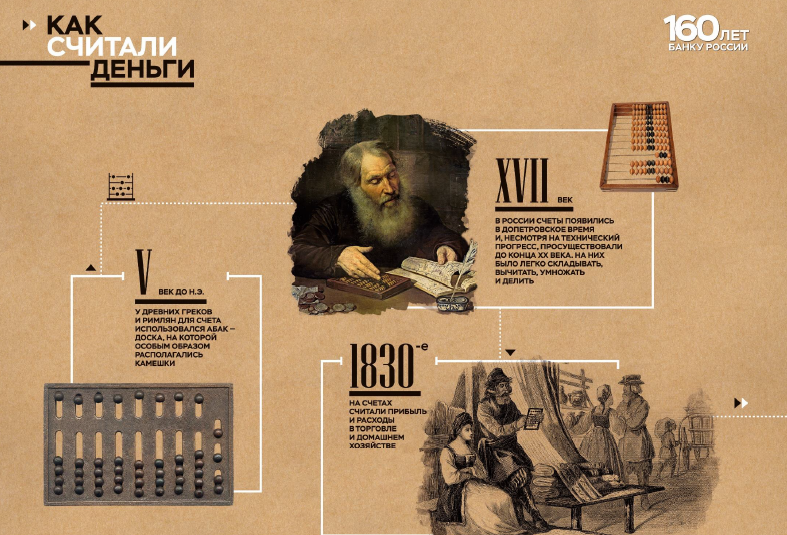 КАК
СЧИТАЛИ
ДЕНЬГИ
160 ЛЕТ
БАНКУ РОССИИ
V ВЕК ДО Н.Э.
У ДРЕВНИХ ГРЕКОВ
И РИМЛЯН ДЛЯ СЧЕТА
ИСПОЛЬЗОВАЛСЯ АБАК –
ДОСКА, НА КОТОРОЙ
ОСОБЫМ ОБРАЗОМ
РАСПОЛАГАЛИСЬ
КАМЕШКИ
XVII ВЕК
В РОССИИ СЧЕТЫ ПОЯВИЛИСЬ
В ДОПЕТРОВСКОЕ ВРЕМЯ
И, НЕСМОТРЯ НА ТЕХНИЧЕСКИЙ
ПРОГРЕСС, ПРОСУЩЕСТВОВАЛИ
ДО КОНЦА XX ВЕКА. НА НИХ
БЫЛО ЛЕГКО СКЛАДЫВАТЬ,
ВЫЧИТАТЬ, УМНОЖАТЬ
И ДЕЛИТЬ
1830-е
НА СЧЕТАХ
СЧИТАЛИ ПРИБЫЛЬ
И РАСХОДЫ
В ТОРГОВЛЕ
И ДОМАШНЕМ
ХОЗЯЙСТВЕ